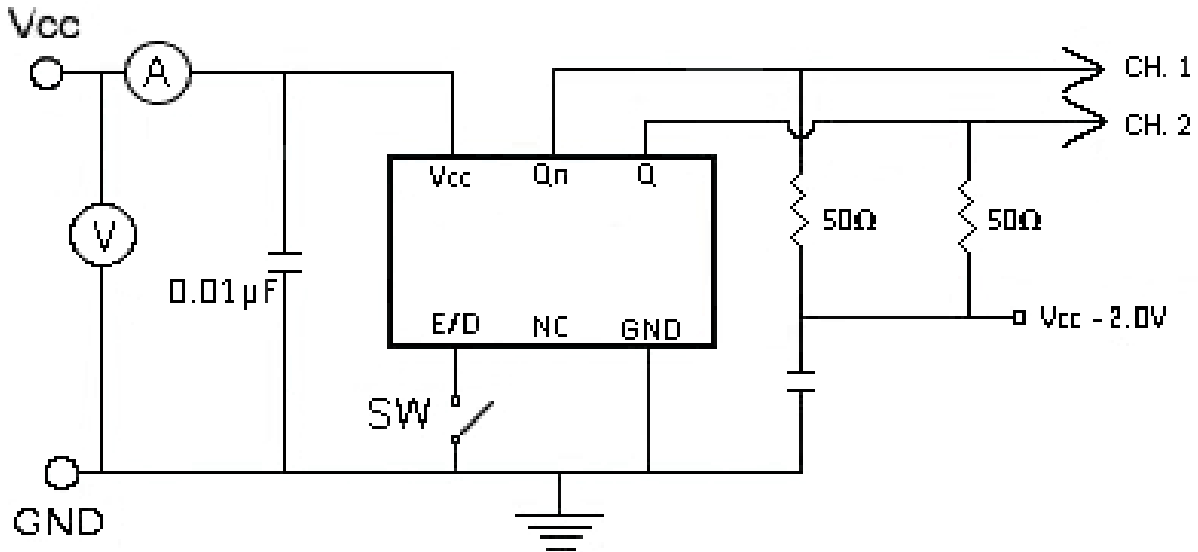 Vcc
A
CH. 1
CH. 2
Vcc Qn Q
V
50Ω 50Ω
0.01µF
E/D NC GND
Vcc - 2.0V
SW
GND